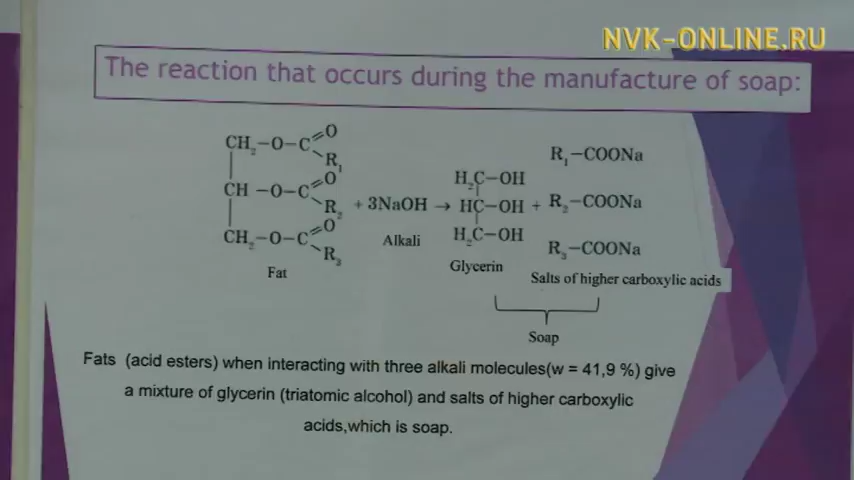 NVK-ONLINE.RU
The reaction that occurs during the manufacture of soap:
CH₂-O-C=O
R₁
CH -O-C=O
R₂
CH₂-O-C=O
R₃
Fat
+ 3NaOH →
Alkali
H₂C-OH
HC-OH
H₂C-OH
Glycerin
+
R₁-COONa
R₂-COONa
R₃-COONa
Salts of higher carboxylic acids
Soap
Fats (acid esters) when interacting with three alkali molecules(w = 41,9 %) give
a mixture of glycerin (triatomic alcohol) and salts of higher carboxylic
acids,which is soap.